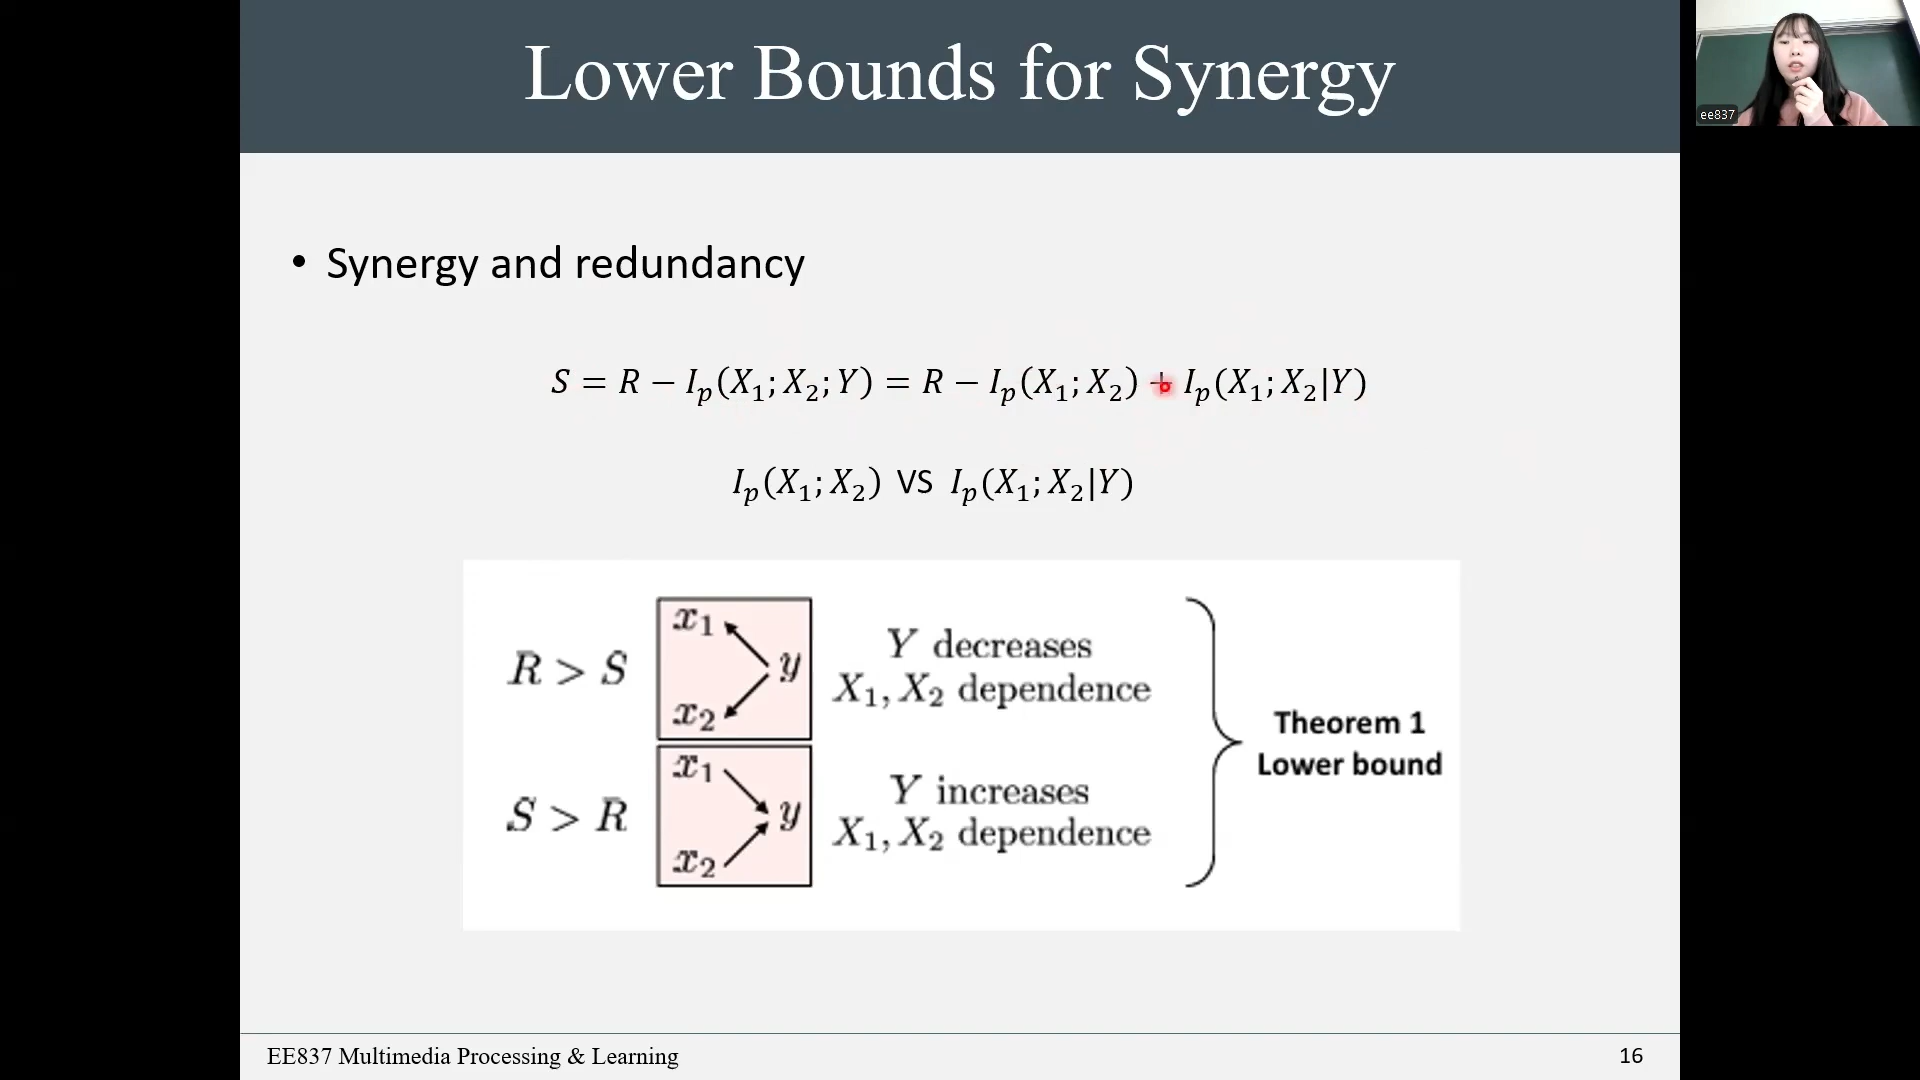 Lower Bounds for Synergy
ee837
• Synergy and redundancy
S = R − I_p(X_1; X_2; Y) = R − I_p(X_1; X_2) + I_p(X_1; X_2|Y)
I_p(X_1; X_2) VS I_p(X_1; X_2|Y)
R > S
x_1
x_2
y
Y decreases
X_1, X_2 dependence
S > R
x_1
x_2
y
Y increases
X_1, X_2 dependence
Theorem 1
Lower bound
EE837 Multimedia Processing & Learning
16